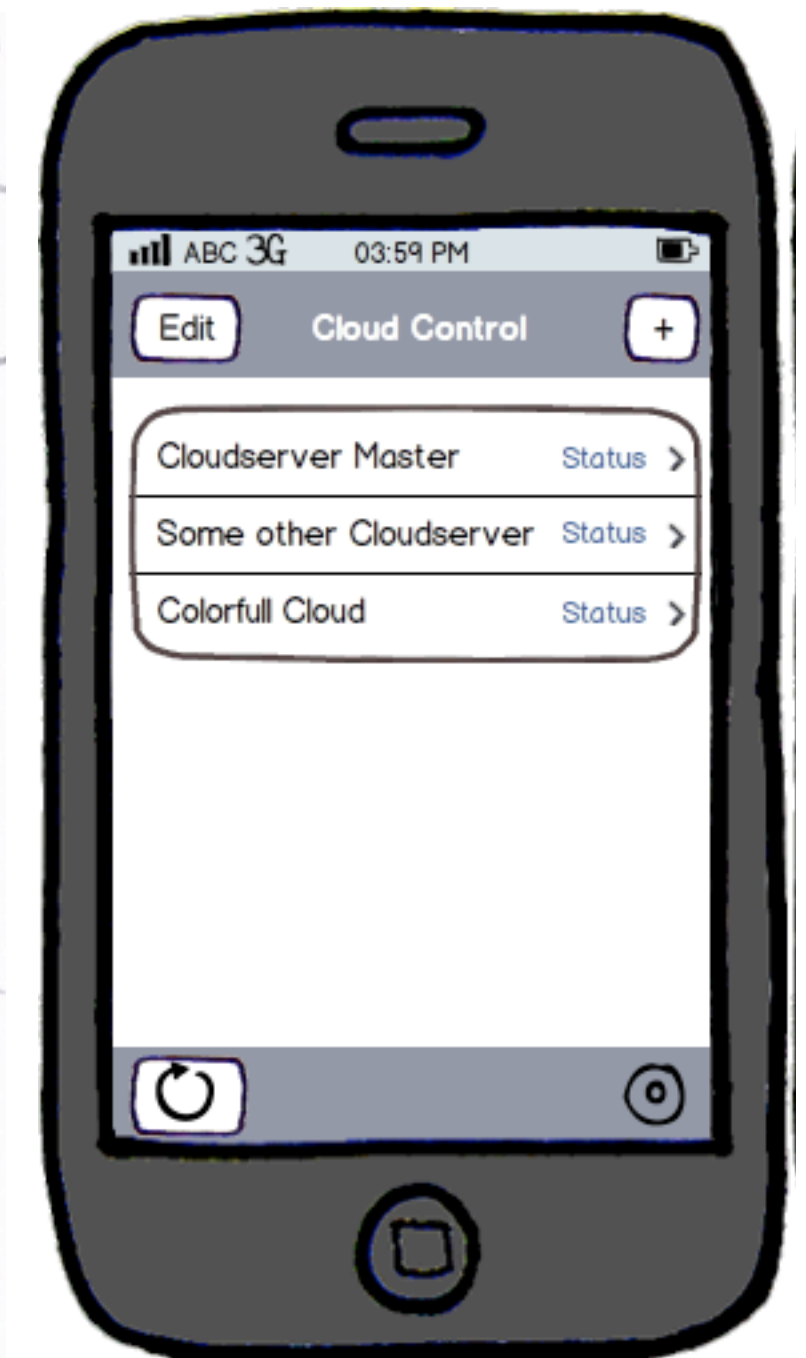 ABC 3G 03:59 PM
Edit Cloud Control +
Cloudserver Master Status >
Some other Cloudserver Status >
Colorfull Cloud Status >